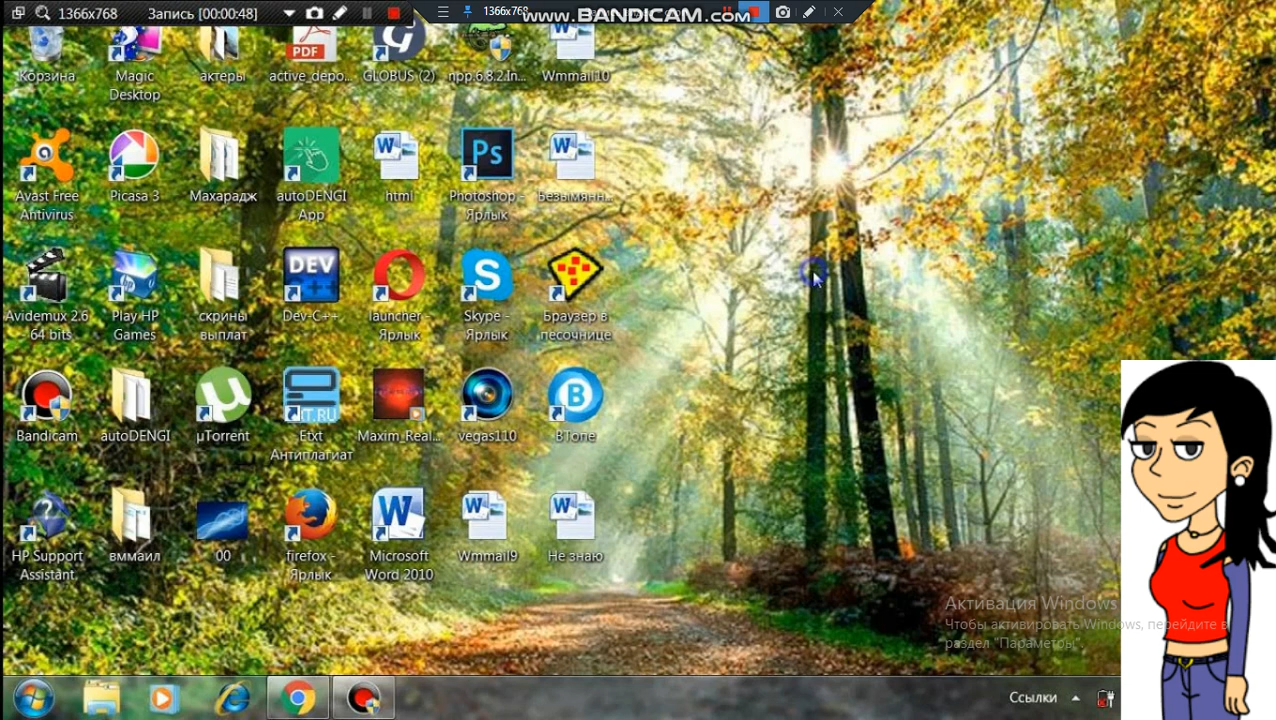 1366x768 Запись [00:00:48]
1366x768
www.BANDICAM.com
Корзина
Magic
Desktop
актеры
PDF
active_depo...
GLOBUS (2)
npp.6.8.2.In...
Wmmail10
Avast Free
Antivirus
Picasa 3
Махарадж
autoDENGI
App
html
Ps
Photoshop -
Ярлык
Безымянн...
Avidemux 2.6
64 bits
Play HP
Games
скрины
выплат
DEV
C++
Dev-C++
launcher -
Ярлык
Skype -
Ярлык
Браузер в
песочнице
Bandicam
autoDENGI
µTorrent
Etxt
Антиплагиат
Maxim_Real...
vegas110
ВТопе
HP Support
Assistant
вммаил
00
firefox -
Ярлык
Microsoft
Word 2010
Wmmail9
Не знаю
Активация Windows
Чтобы активировать Windows, перейдите в
раздел "Параметры".
Ссылки